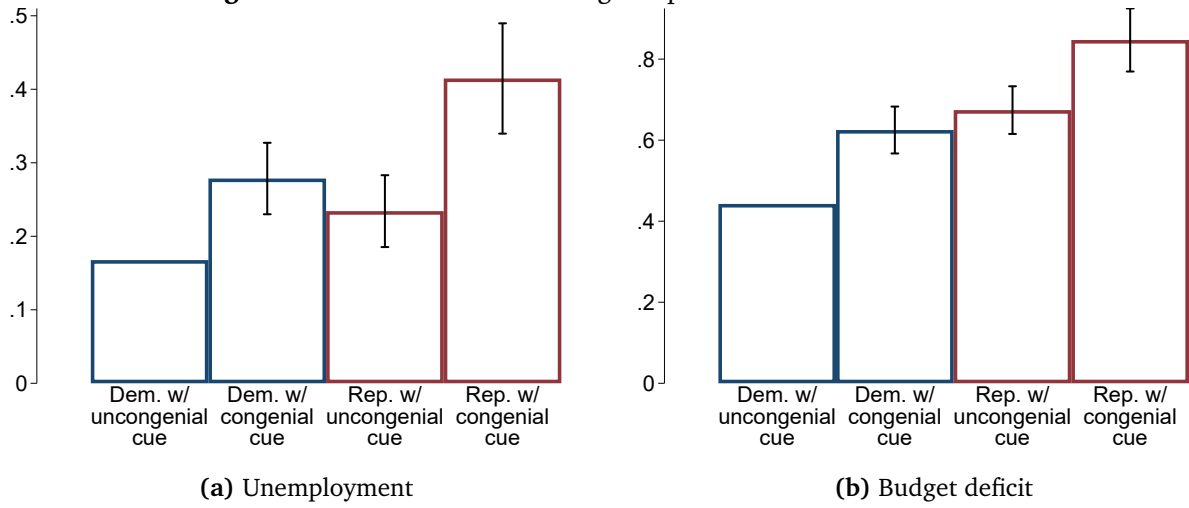 .5
.4
.3
.2
.1
0
Dem. w/
uncongenial
cue
Dem. w/
congenial
cue
Rep. w/
uncongenial
cue
Rep. w/
congenial
cue
(a) Unemployment
.8
.6
.4
.2
0
Dem. w/
uncongenial
cue
Dem. w/
congenial
cue
Rep. w/
uncongenial
cue
Rep. w/
congenial
cue
(b) Budget deficit